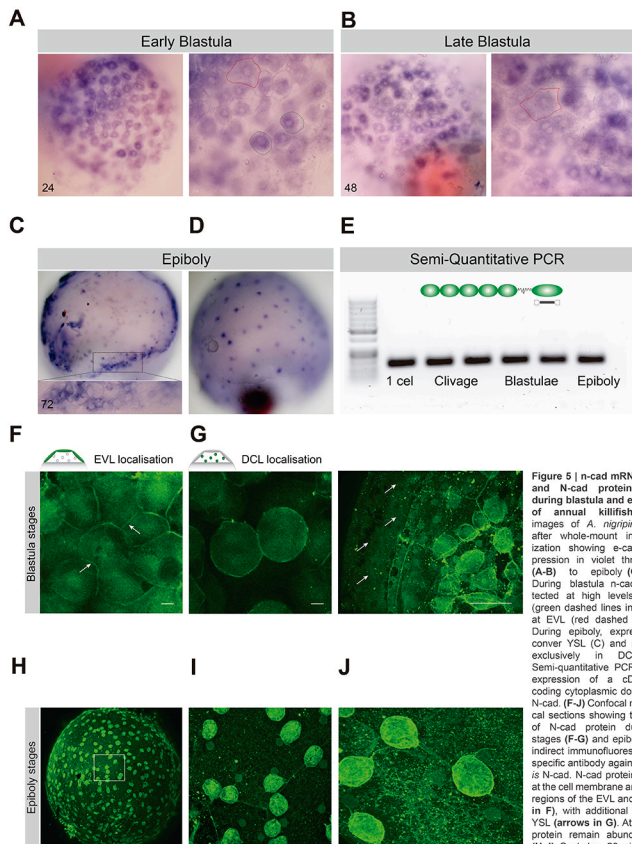 A
B
Early Blastula
Late Blastula
24
48
C
D
E
Epiboly
Semi-Quantitative PCR
72
1 cel
Clivage
Blastulae
Epiboly
F
G
EVL localisation
DCL localisation
Blastula stages
H
I
J
Epiboly stages
Figure 5 | n-cad mRN
and N-cad protein
during blastula and e
of annual killifish
images of A. nigripin
after whole-mount in
ization showing e-ca
pression in violet thr
(A-B) to epiboly (
During blastula n-cad
tected at high levels
(green dashed lines in
at EVL (red dashed
During epiboly, expre
conver YSL (C) and
exclusively in DC
Semi-quantitative PCR
expression of a cD
coding cytoplasmic do
N-cad. (F-J) Confocal
cal sections showing t
of N-cad protein du
stages (F-G) and epib
indirect immunofluores
specific antibody again
is N-cad. N-cad protein
at the cell membrane an
regions of the EVL and
in F), with additional
YSL (arrows in G). At
protein remain abunc